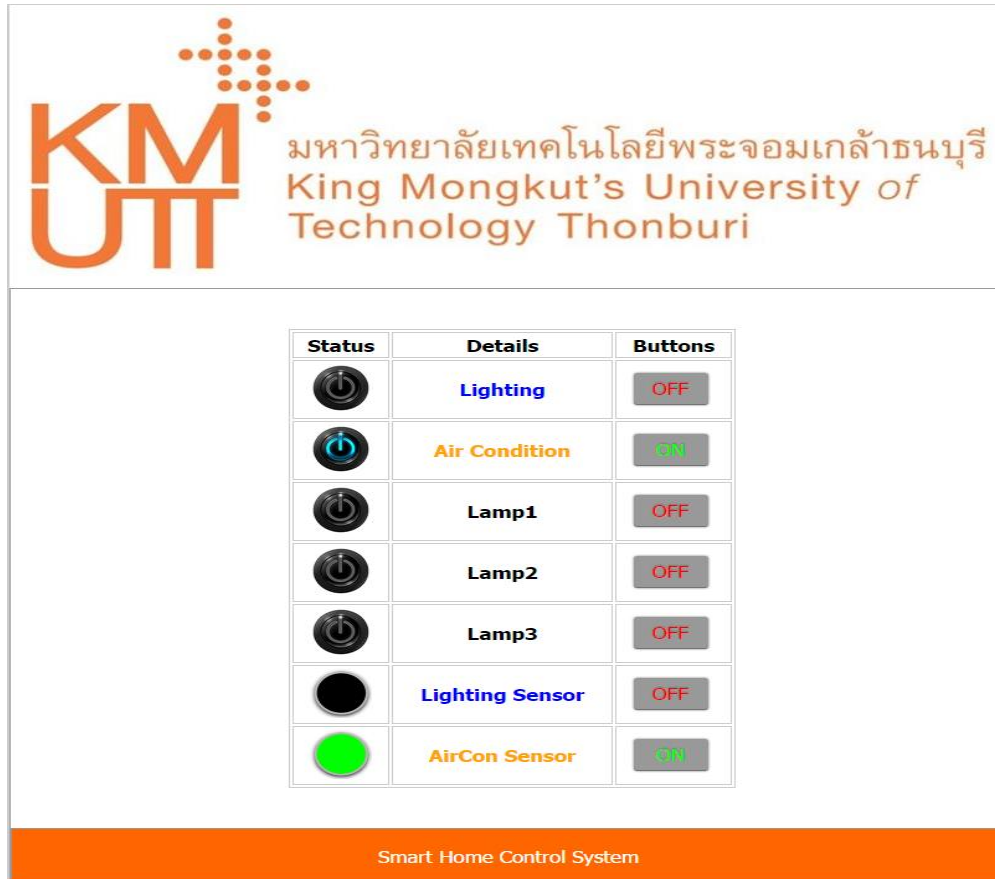 KM
UTT
มหาวิทยาลัยเทคโนโลยีพระจอมเกล้าธนบุรี
King Mongkut's University of
Technology Thonburi
Status Details Buttons
Lighting OFF
Air Condition ON
Lamp1 OFF
Lamp2 OFF
Lamp3 OFF
Lighting Sensor OFF
AirCon Sensor ON
Smart Home Control System